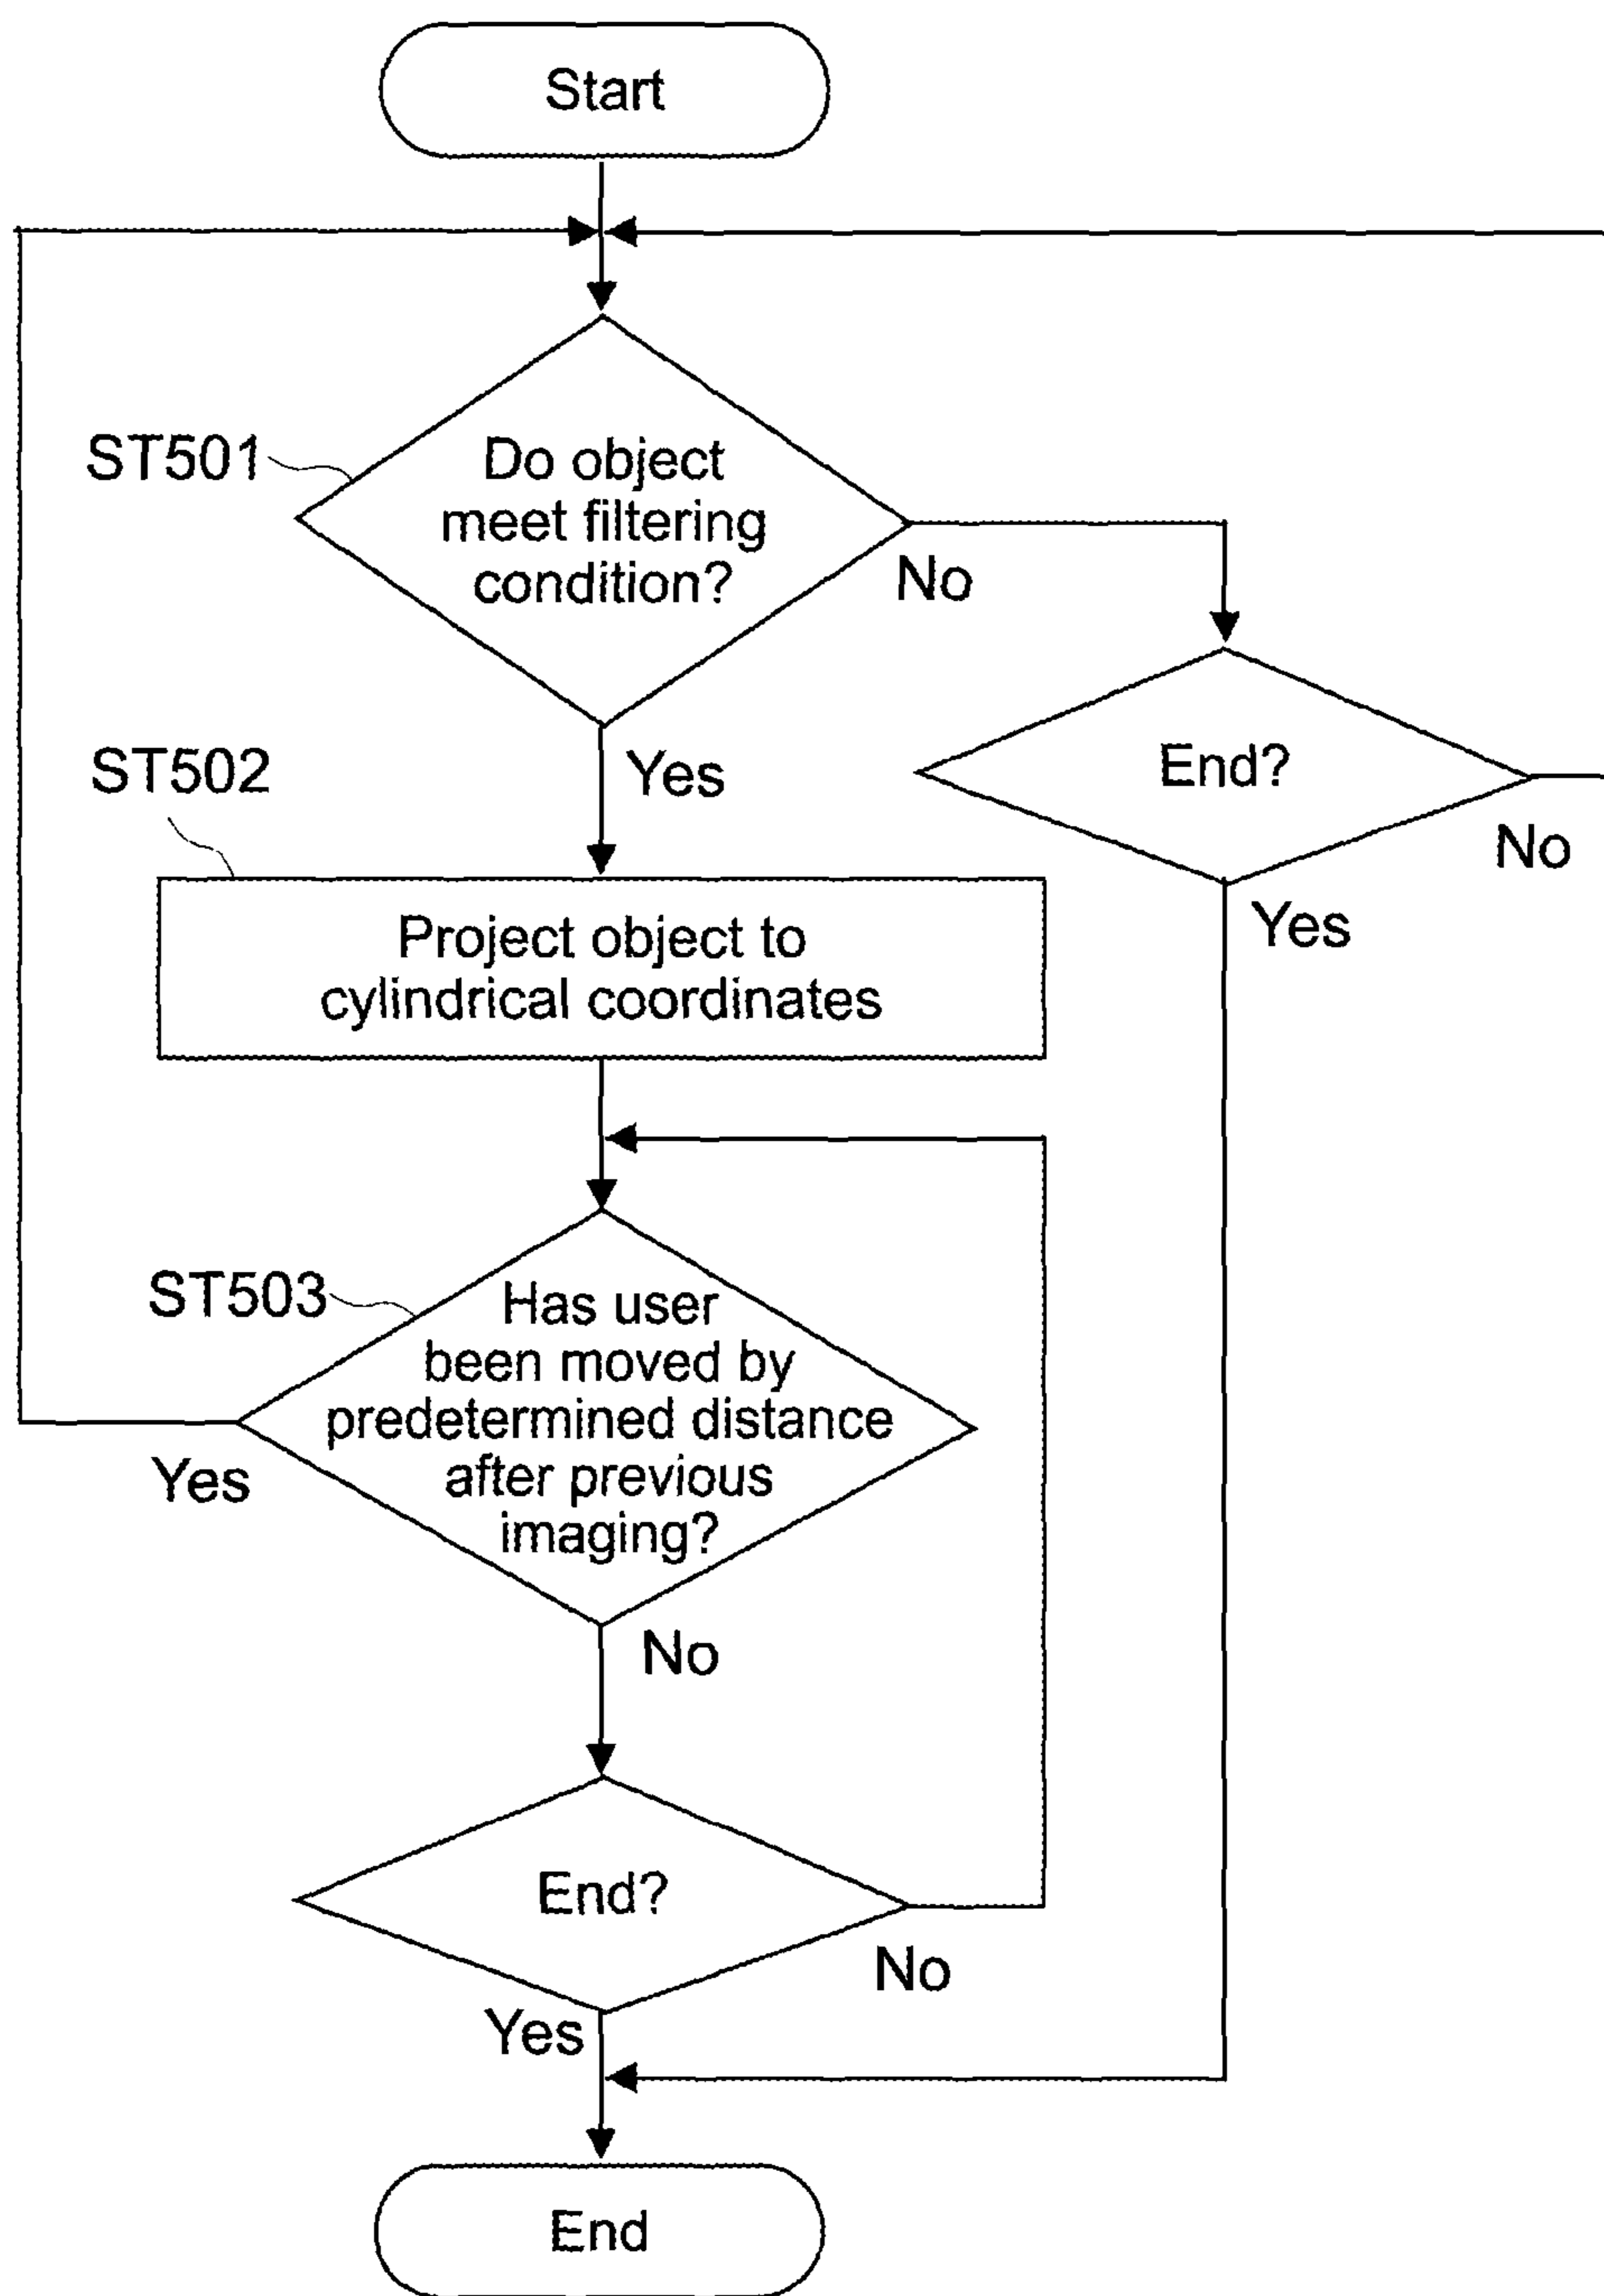 Start
ST501
Do object
meet filtering
condition?
No
Yes
End?
No
Yes
ST502
Project object to
cylindrical coordinates
ST503
Has user
been moved by
predetermined distance
after previous
imaging?
Yes
No
End?
No
Yes
End